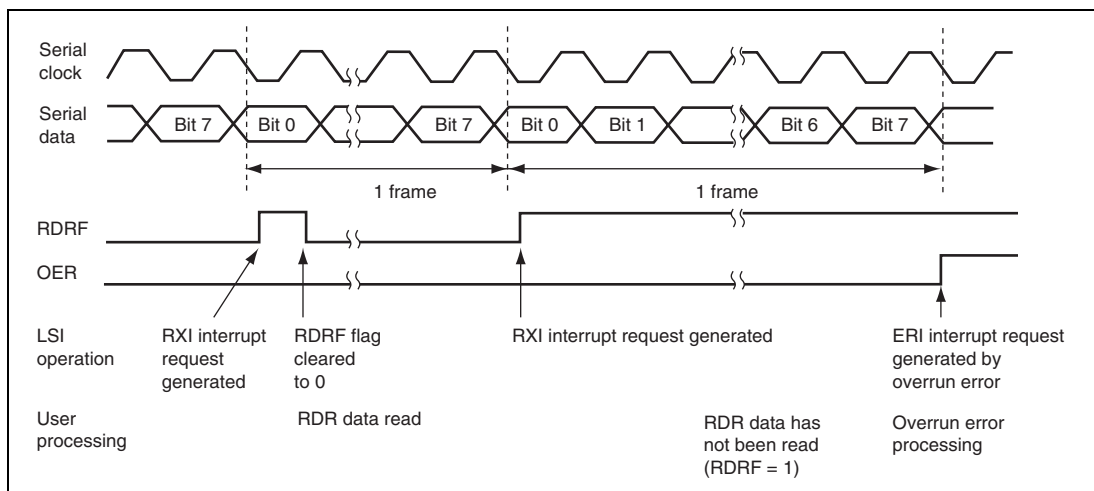 Serial
clock
Serial
data
Bit 7 Bit 0 Bit 7 Bit 0 Bit 1 Bit 6 Bit 7
1 frame 1 frame
RDRF
OER
LSI
operation
RXI interrupt
request
generated
RDRF flag
cleared
to 0
RXI interrupt request generated
ERI interrupt request
generated by
overrun error
User
processing
RDR data read
RDR data has
not been read
(RDRF = 1)
Overrun error
processing